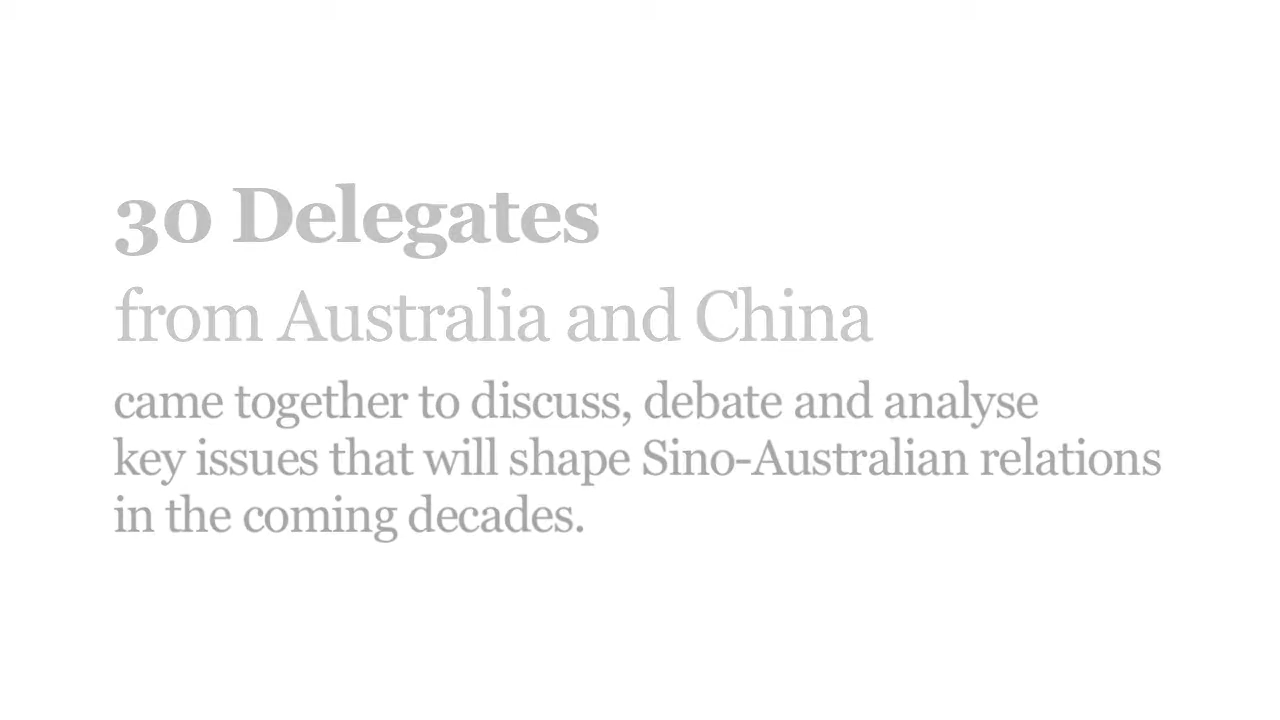 30 Delegates
from Australia and China
came together to discuss, debate and analyse
key issues that will shape Sino-Australian relations
in the coming decades.